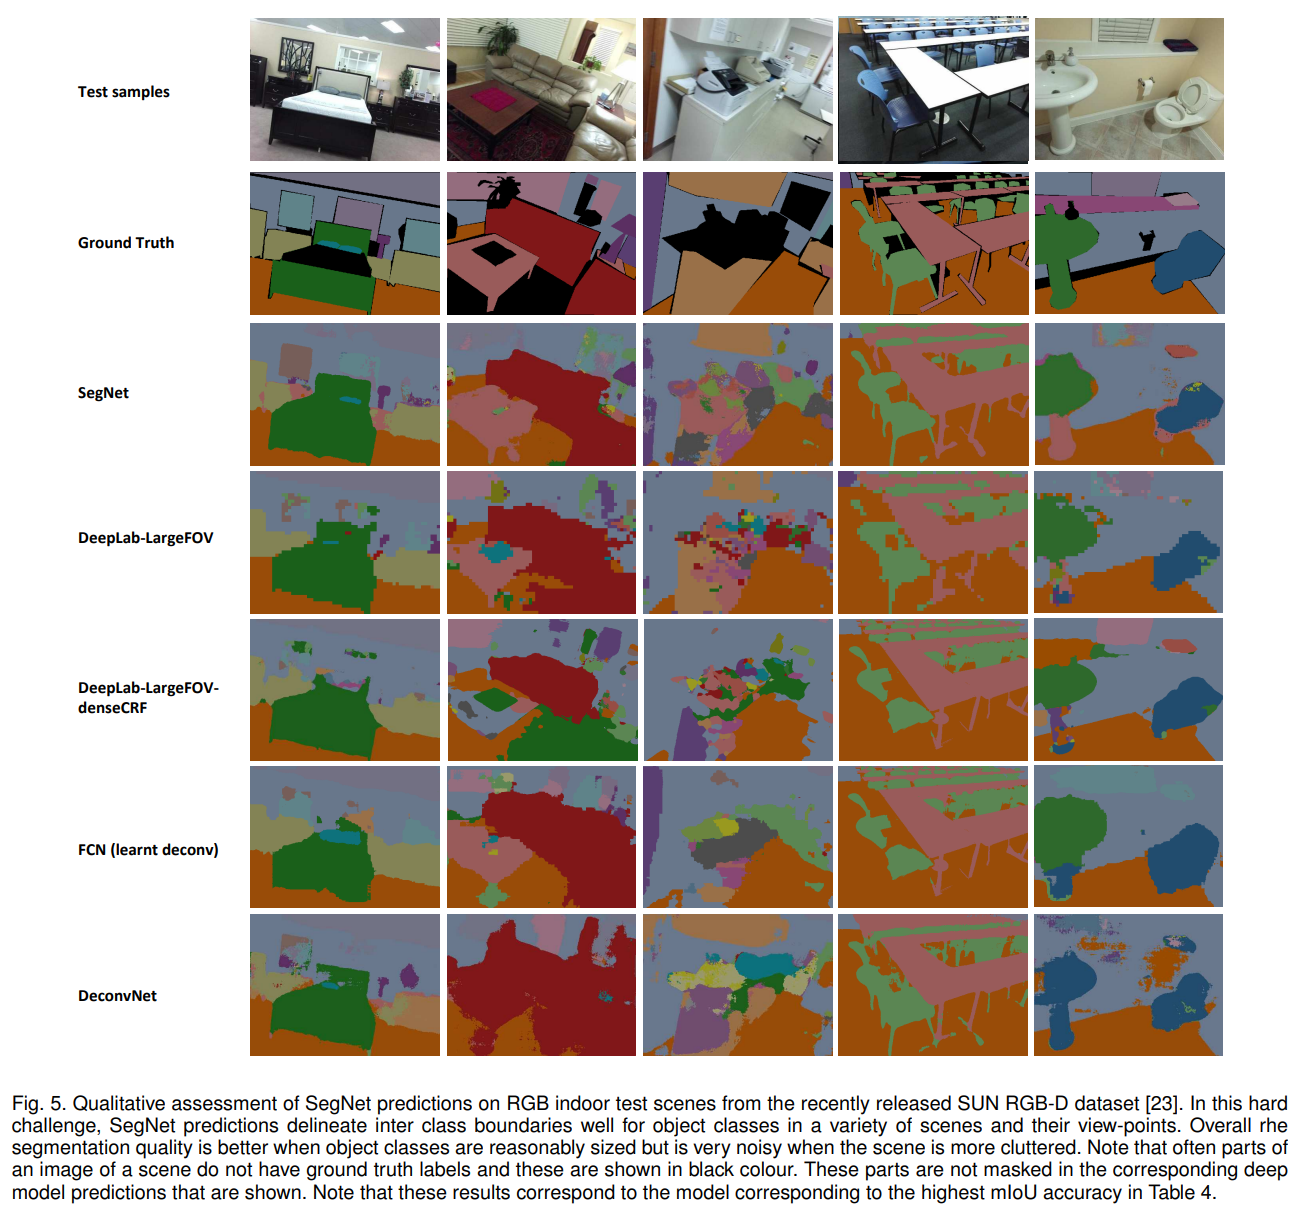 Test samples
Ground Truth
SegNet
DeepLab-LargeFOV
DeepLab-LargeFOV-
denseCRF
FCN (learnt deconv)
DeconvNet
Fig. 5. Qualitative assessment of SegNet predictions on RGB indoor test scenes from the recently released SUN RGB-D dataset [23]. In this hard
challenge, SegNet predictions delineate inter class boundaries well for object classes in a variety of scenes and their view-points. Overall rhe
segmentation quality is better when object classes are reasonably sized but is very noisy when the scene is more cluttered. Note that often parts of
an image of a scene do not have ground truth labels and these are shown in black colour. These parts are not masked in the corresponding deep
model predictions that are shown. Note that these results correspond to the model corresponding to the highest mIoU accuracy in Table 4.